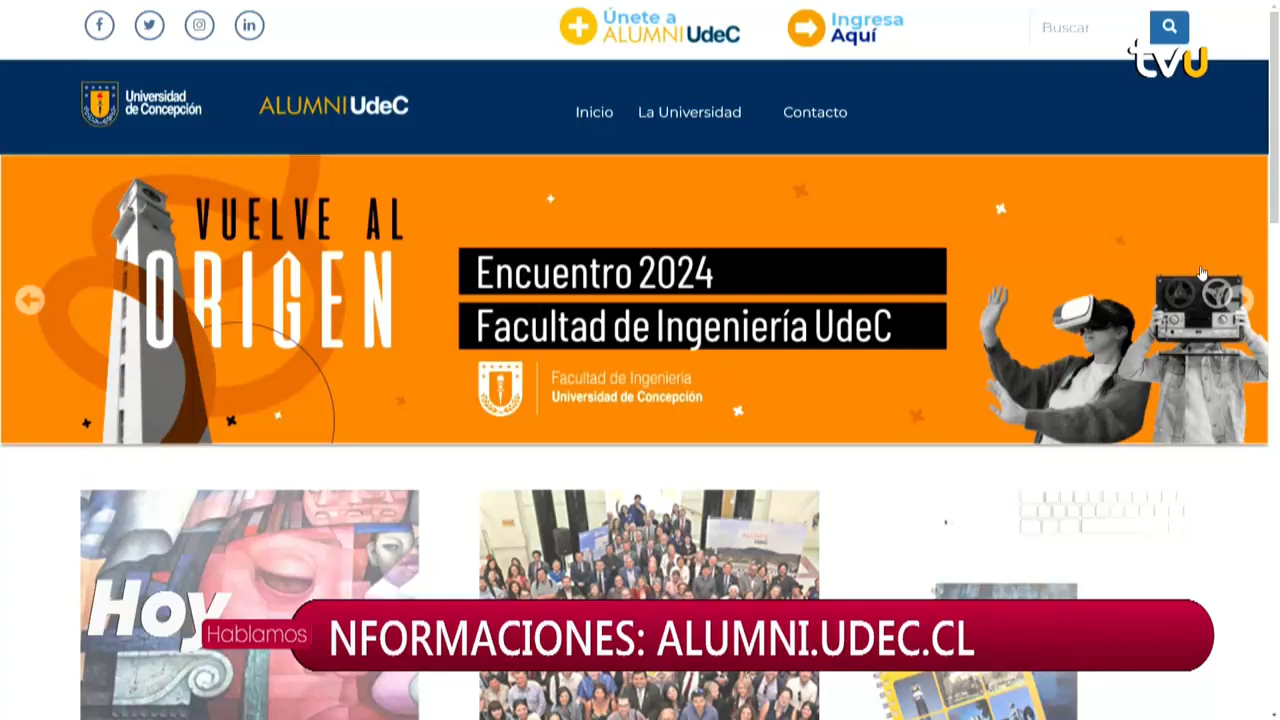 Únete a
ALUMNI UdeC
Ingresa
Aquí
Buscar
tvu
Universidad
de Concepción
ALUMNI UdeC
Inicio
La Universidad
Contacto
VUELVE AL
ORIGEN
Encuentro 2024
Facultad de Ingeniería UdeC
Facultad de Ingeniería
Universidad de Concepción
Hoy
Hablamos
NFORMACIONES: ALUMNI.UDEC.CL